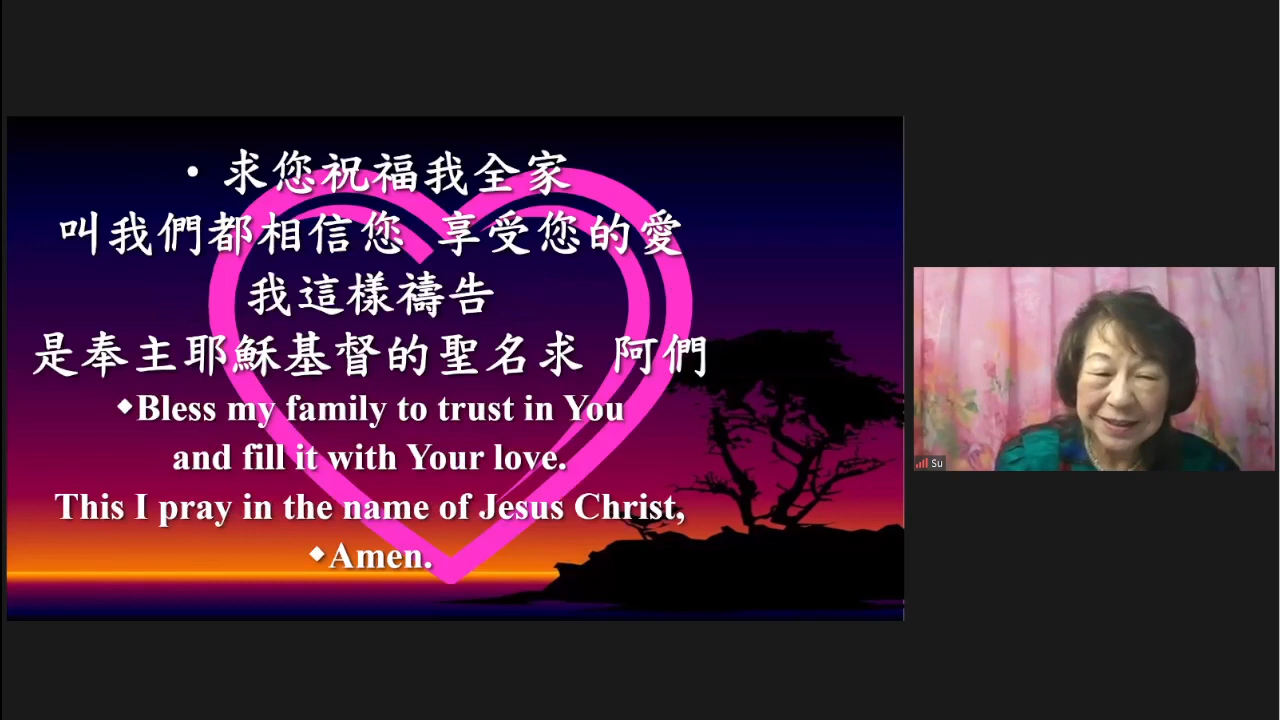 • 求您祝福我全家
叫我們都相信您 享受您的愛
我這樣禱告
是奉主耶穌基督的聖名求 阿們
◆Bless my family to trust in You
and fill it with Your love.
This I pray in the name of Jesus Christ,
◆Amen.
Su